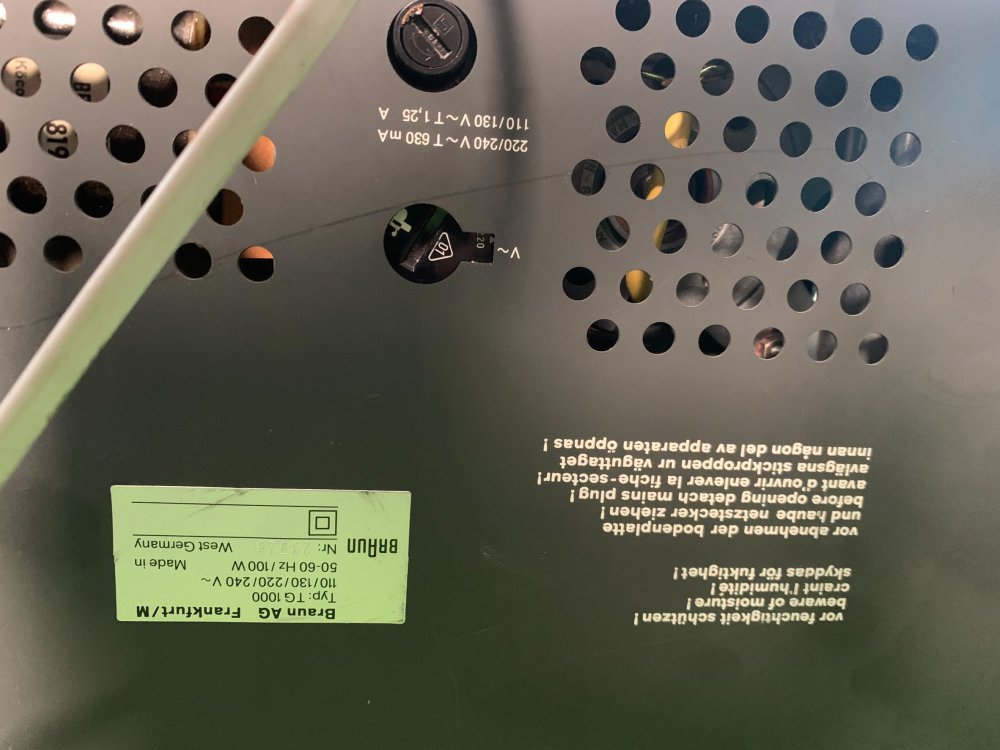 vor feuchtigkeit schützen !
beware of moisture !
craint l'humidité !
skyddas för fuktighet !
vor abnehmen der bodenplatte
und haube netzstecker ziehen !
before opening detach mains plug !
avant d'ouvrir enlever la fiche-secteur!
avlägsna stickproppen ur väguttaget
innan någon del av apparaten öppnas !
Braun AG Frankfurt/M
Typ: TG 1000
110/130/220/240 V ~
50-60 Hz / 100 W Made in
BRAUN Nr: West Germany
V~ 220
220/240 V~T 630 mA
110/130 V~T 1,25 A
819